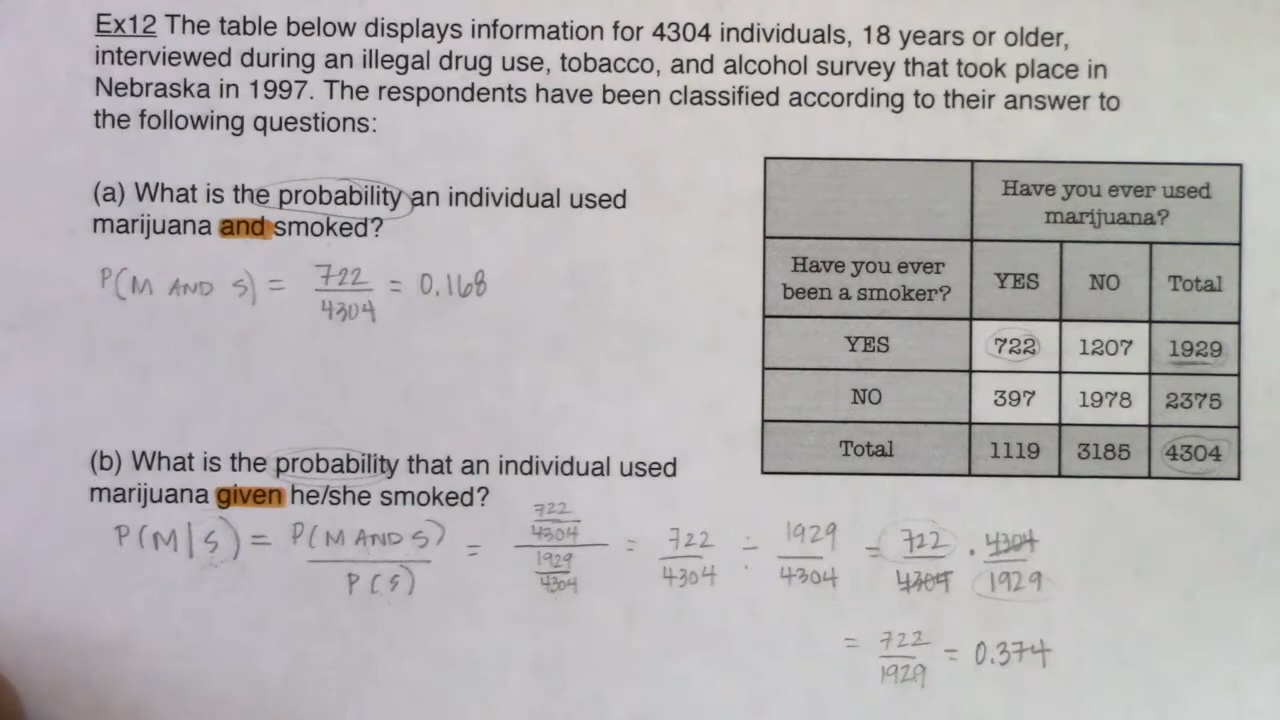 Ex12 The table below displays information for 4304 individuals, 18 years or older,
interviewed during an illegal drug use, tobacco, and alcohol survey that took place in
Nebraska in 1997. The respondents have been classified according to their answer to
the following questions:
(a) What is the probability an individual used
marijuana and smoked?
P(M AND S) = 722/4304 = 0.168
Have you ever used
marijuana?
Have you ever
been a smoker?
YES NO Total
YES 722 1207 1929
NO 397 1978 2375
Total 1119 3185 4304
(b) What is the probability that an individual used
marijuana given he/she smoked?
P(M|S) = P(M AND S)/P(S) = (722/4304)/(1929/4304) = 722/4304 ÷ 1929/4304 = 722/4304 · 4304/1929
= 722/1929 = 0.374